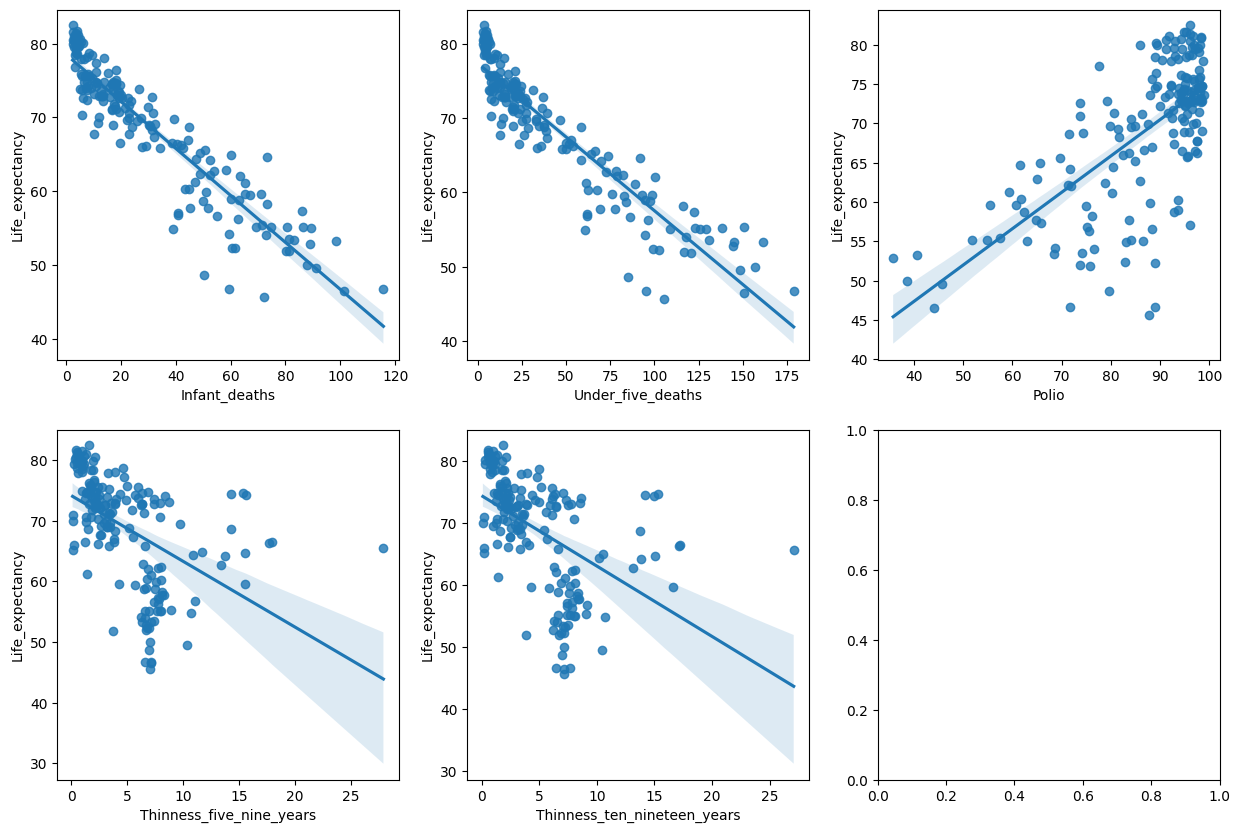 80
70
60
50
40
Life_expectancy
0 20 40 60 80 100 120
Infant_deaths
80
75
70
65
60
55
50
45
40
Life_expectancy
0 25 50 75 100 125 150 175
Under_five_deaths
80
75
70
65
60
55
50
45
40
Life_expectancy
40 50 60 70 80 90 100
Polio
80
70
60
50
40
30
Life_expectancy
0 5 10 15 20 25
Thinness_five_nine_years
80
70
60
50
40
30
Life_expectancy
0 5 10 15 20 25
Thinness_ten_nineteen_years
1.0
0.8
0.6
0.4
0.2
0.0
0.0 0.2 0.4 0.6 0.8 1.0